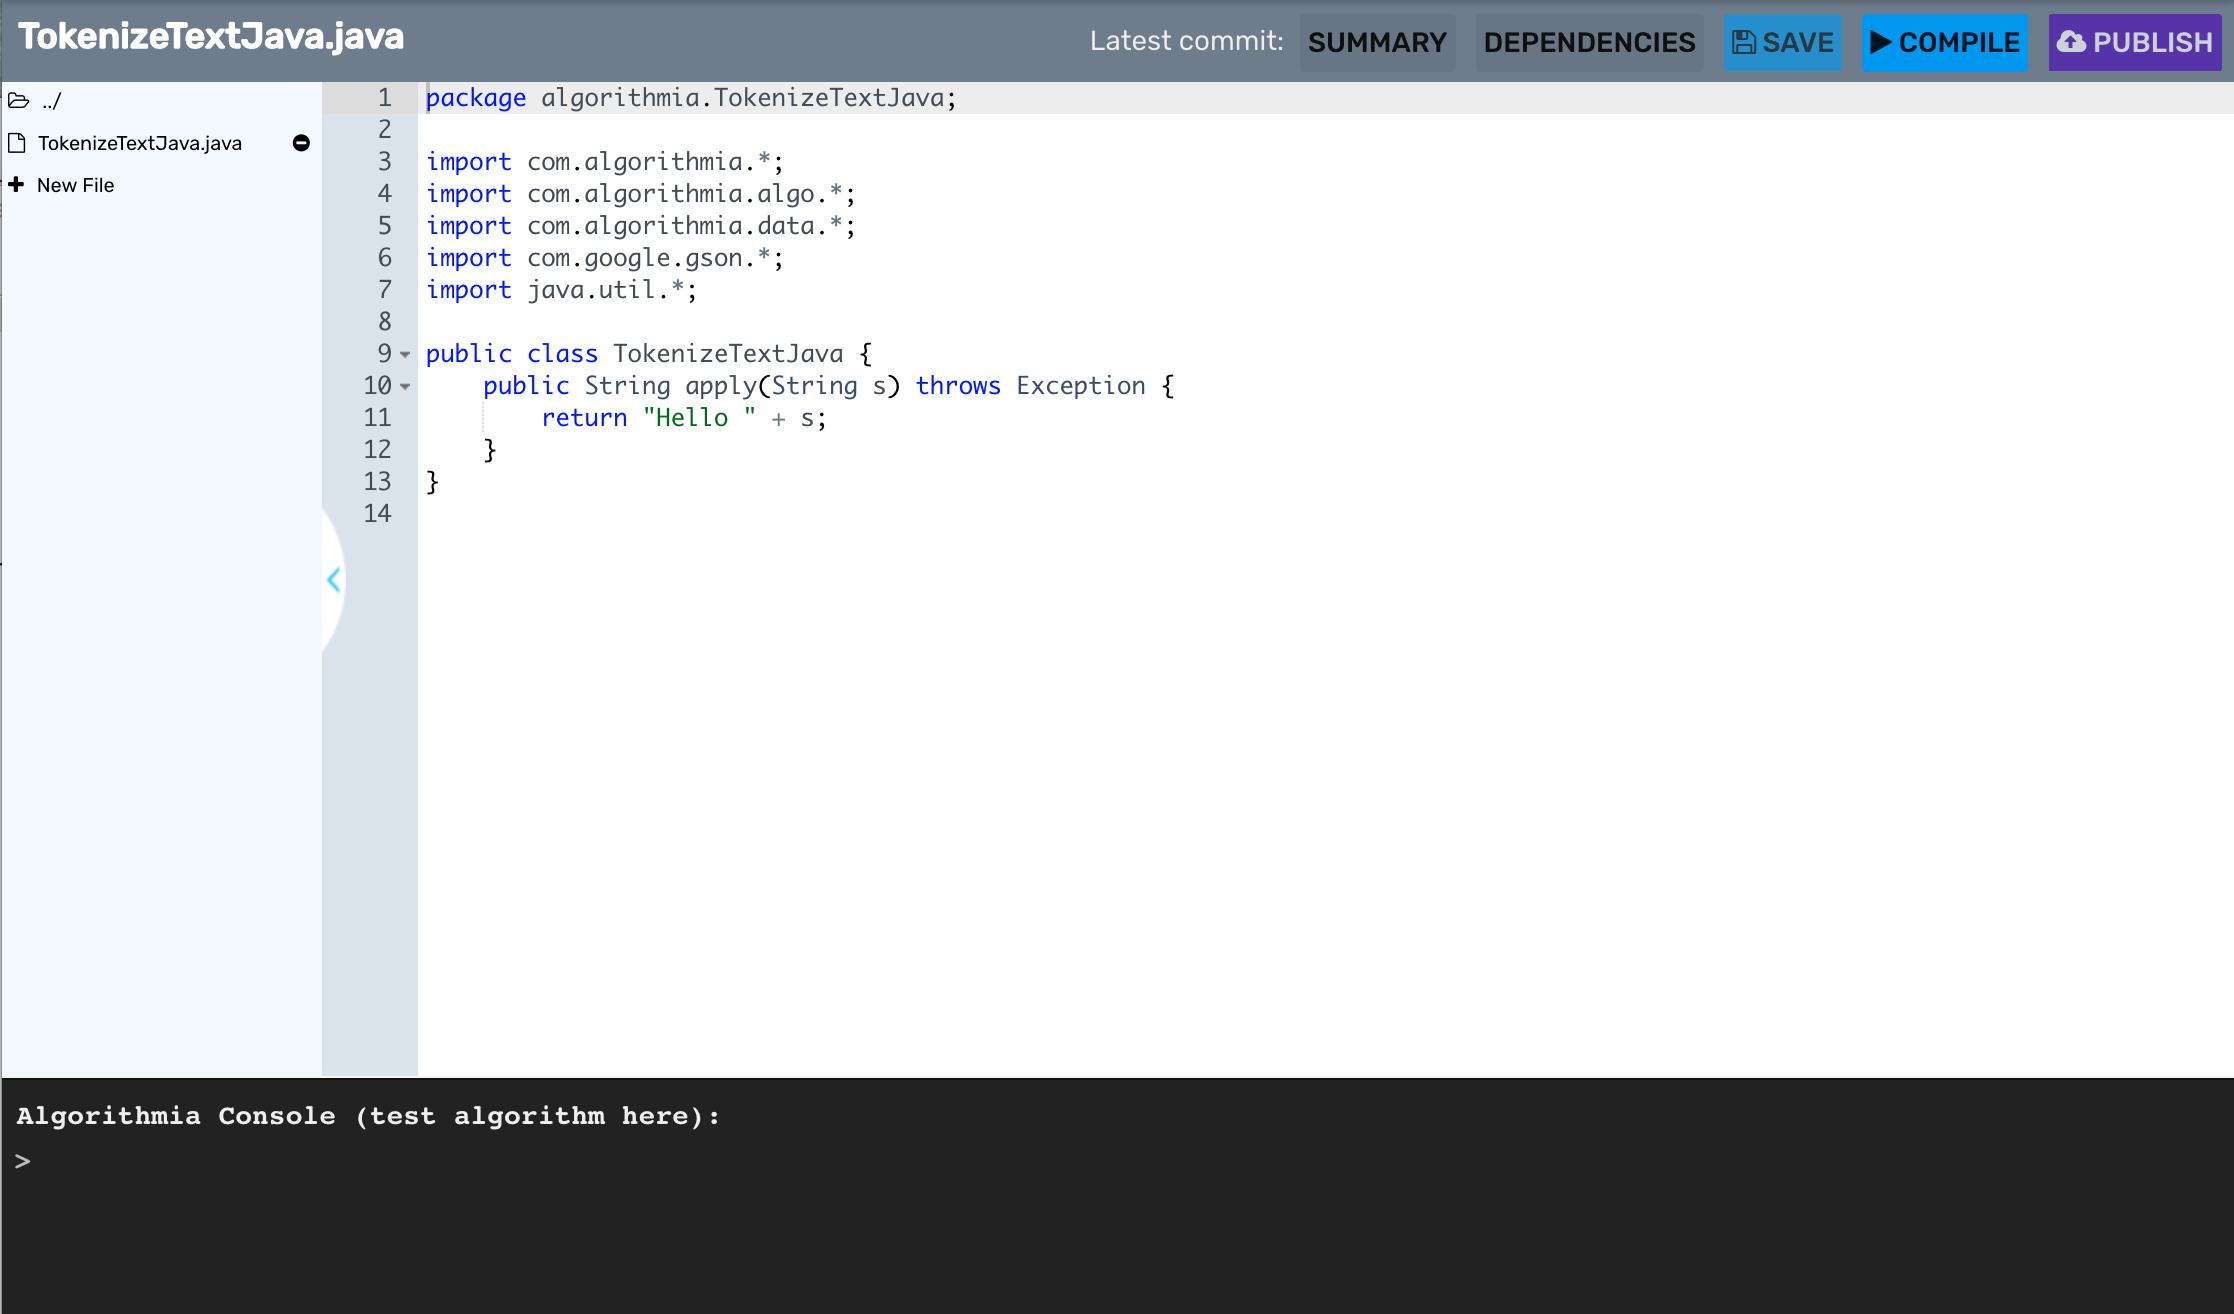 TokenizeTextJava.java
Latest commit: SUMMARY DEPENDENCIES SAVE COMPILE PUBLISH
../
TokenizeTextJava.java
New File
1 package algorithmia.TokenizeTextJava;
2
3 import com.algorithmia.*;
4 import com.algorithmia.algo.*;
5 import com.algorithmia.data.*;
6 import com.google.gson.*;
7 import java.util.*;
8
9 public class TokenizeTextJava {
10     public String apply(String s) throws Exception {
11         return "Hello " + s;
12     }
13 }
14
Algorithmia Console (test algorithm here):
>